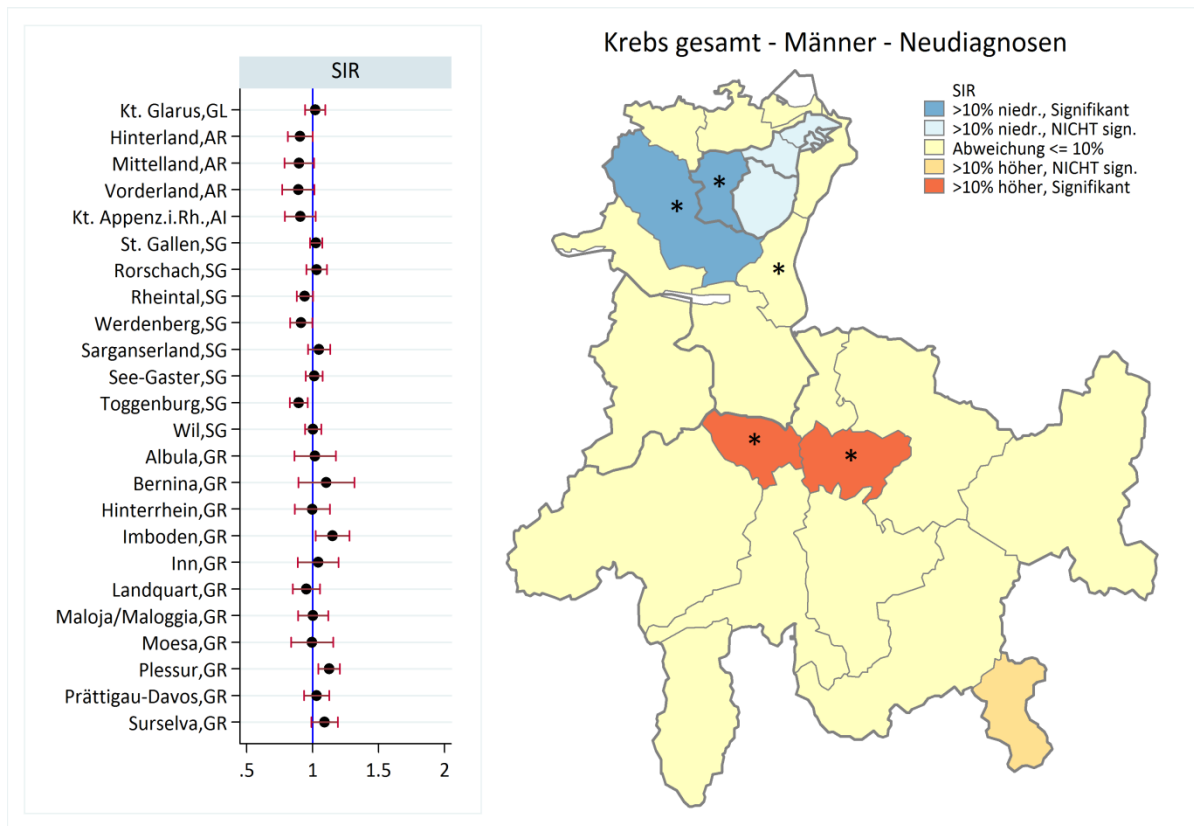 Krebs gesamt - Männer - Neudiagnosen
SIR
Kt. Glarus,GL
Hinterland,AR
Mittelland,AR
Vorderland,AR
Kt. Appenz.i.Rh.,AI
St. Gallen,SG
Rorschach,SG
Rheintal,SG
Werdenberg,SG
Sarganserland,SG
See-Gaster,SG
Toggenburg,SG
Wil,SG
Albula,GR
Bernina,GR
Hinterrhein,GR
Imboden,GR
Inn,GR
Landquart,GR
Maloja/Maloggia,GR
Moesa,GR
Plessur,GR
Prättigau-Davos,GR
Surselva,GR
.5 1 1.5 2
SIR
>10% niedr., Signifikant
>10% niedr., NICHT sign.
Abweichung <= 10%
>10% höher, NICHT sign.
>10% höher, Signifikant
*
*
*
*
*